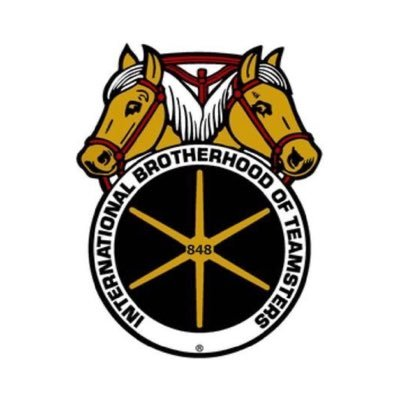 INTERNATIONAL BROTHERHOOD OF TEAMSTERS
848
®